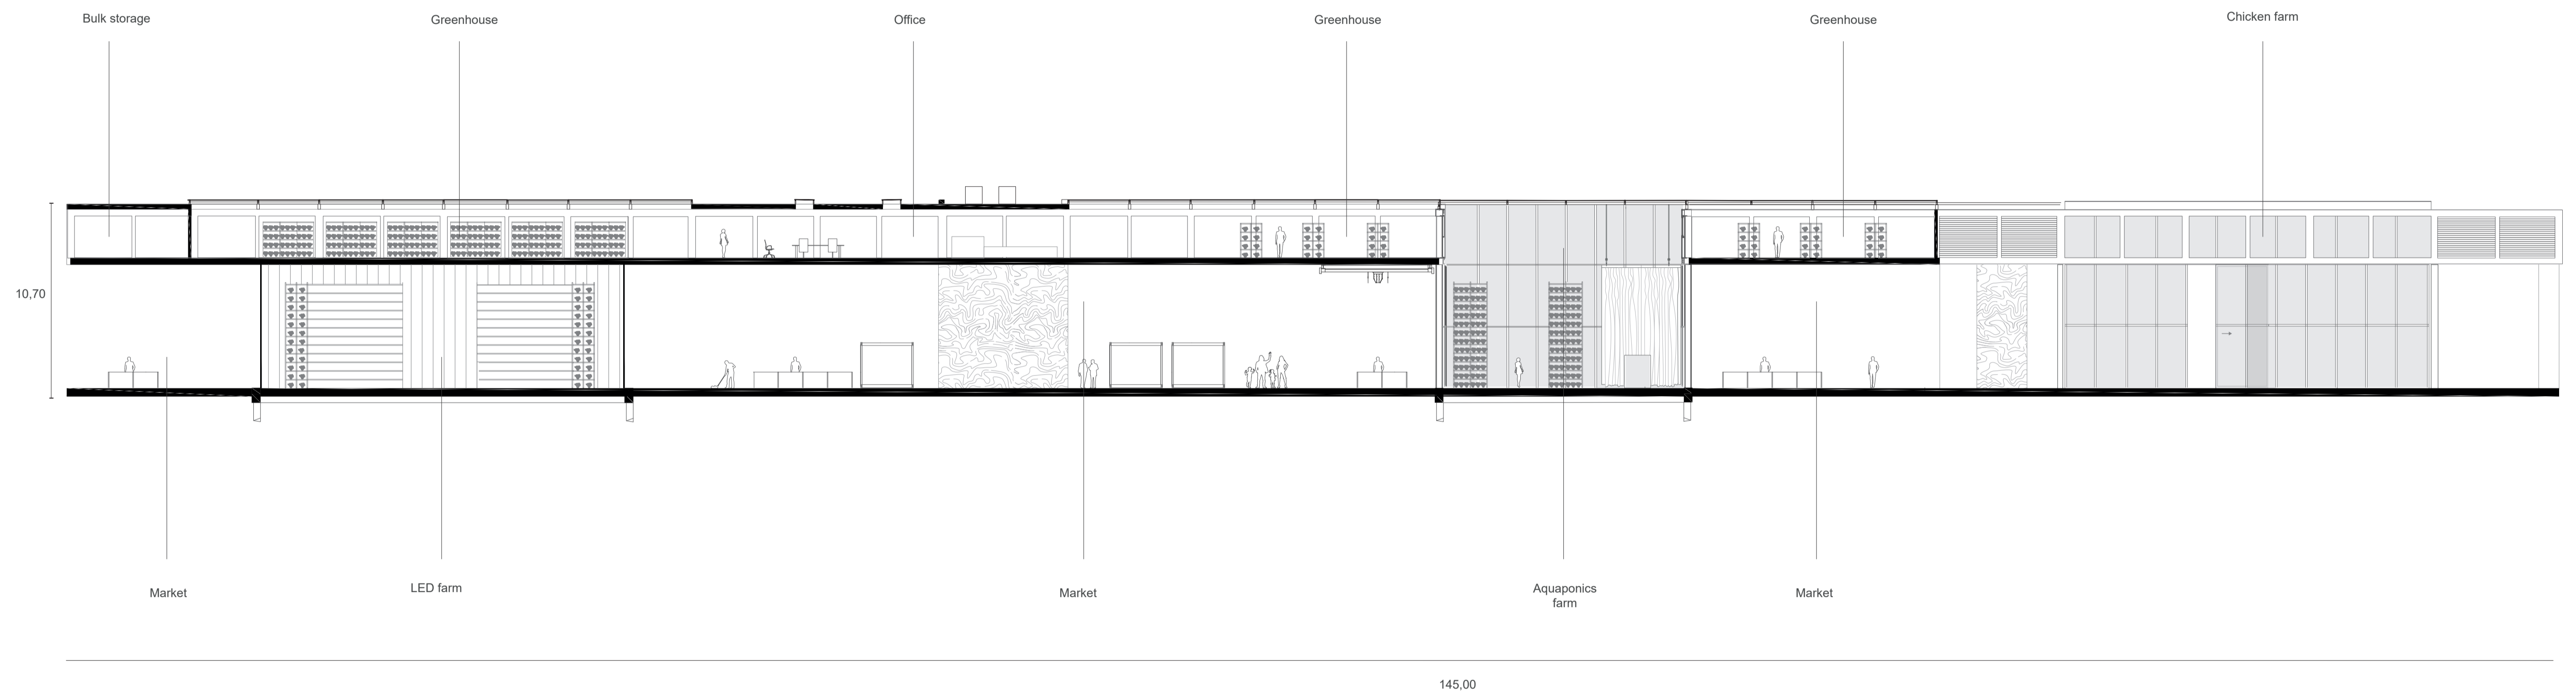 Bulk storage
Greenhouse
Office
Greenhouse
Greenhouse
Chicken farm
10,70
Market
LED farm
Market
Aquaponics
farm
Market
145,00